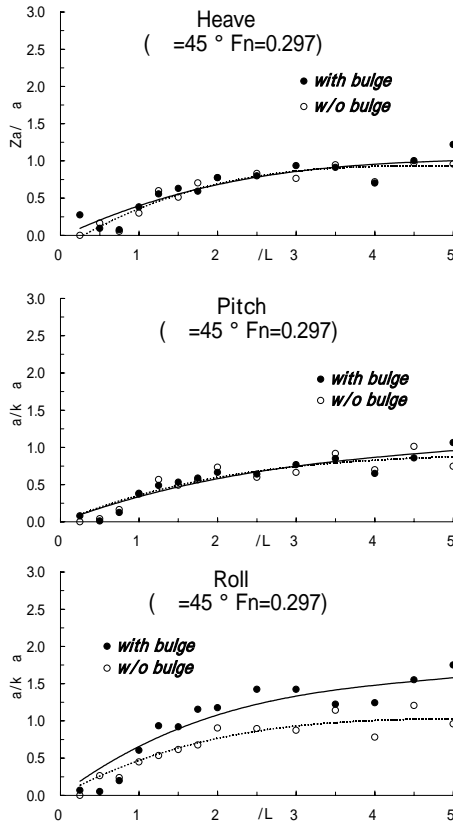 Heave
( =45 ° Fn=0.297)
3.0
2.5
2.0
1.5
1.0
0.5
0.0
Za/ a
with bulge
w/o bulge
0 1 2 /L 3 4 5
Pitch
( =45 ° Fn=0.297)
3.0
2.5
2.0
1.5
1.0
0.5
0.0
a/k a
with bulge
w/o bulge
0 1 2 /L 3 4 5
Roll
( =45 ° Fn=0.297)
3.0
2.5
2.0
1.5
1.0
0.5
0.0
a/k a
with bulge
w/o bulge
0 1 2 /L 3 4 5